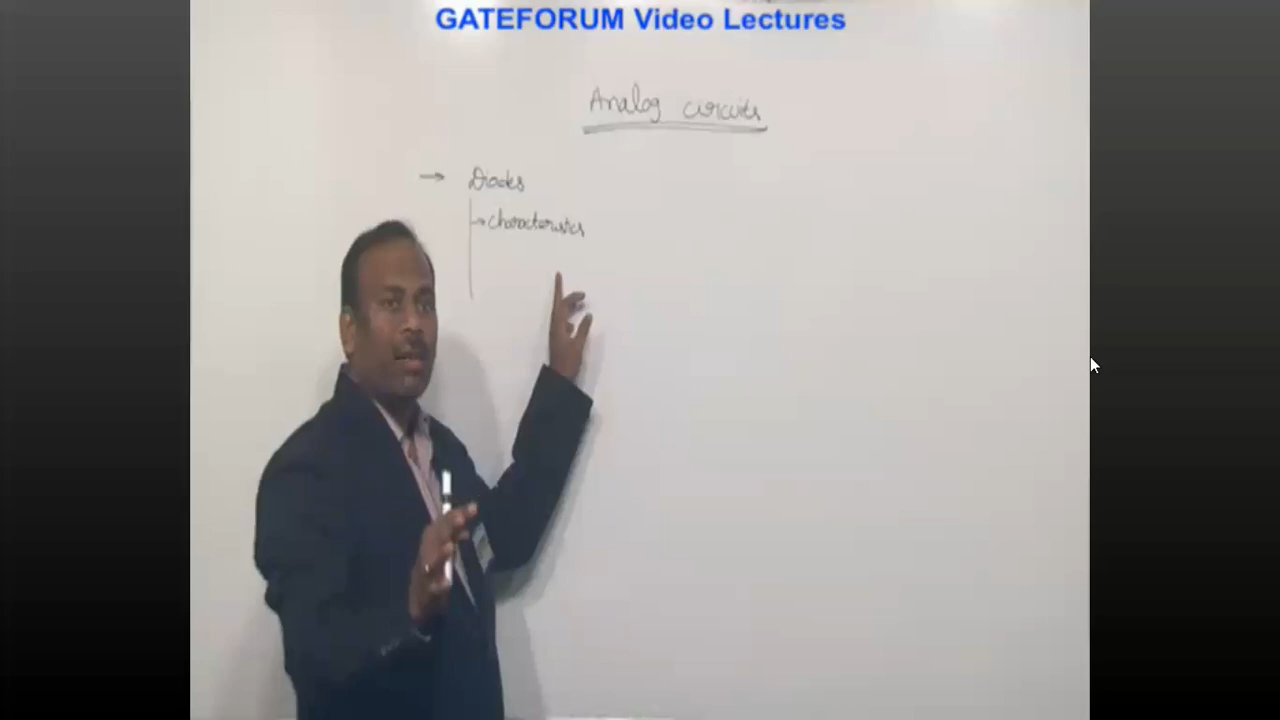 GATEFORUM Video Lectures
Analog circuits
→ Diodes
→ characteristics